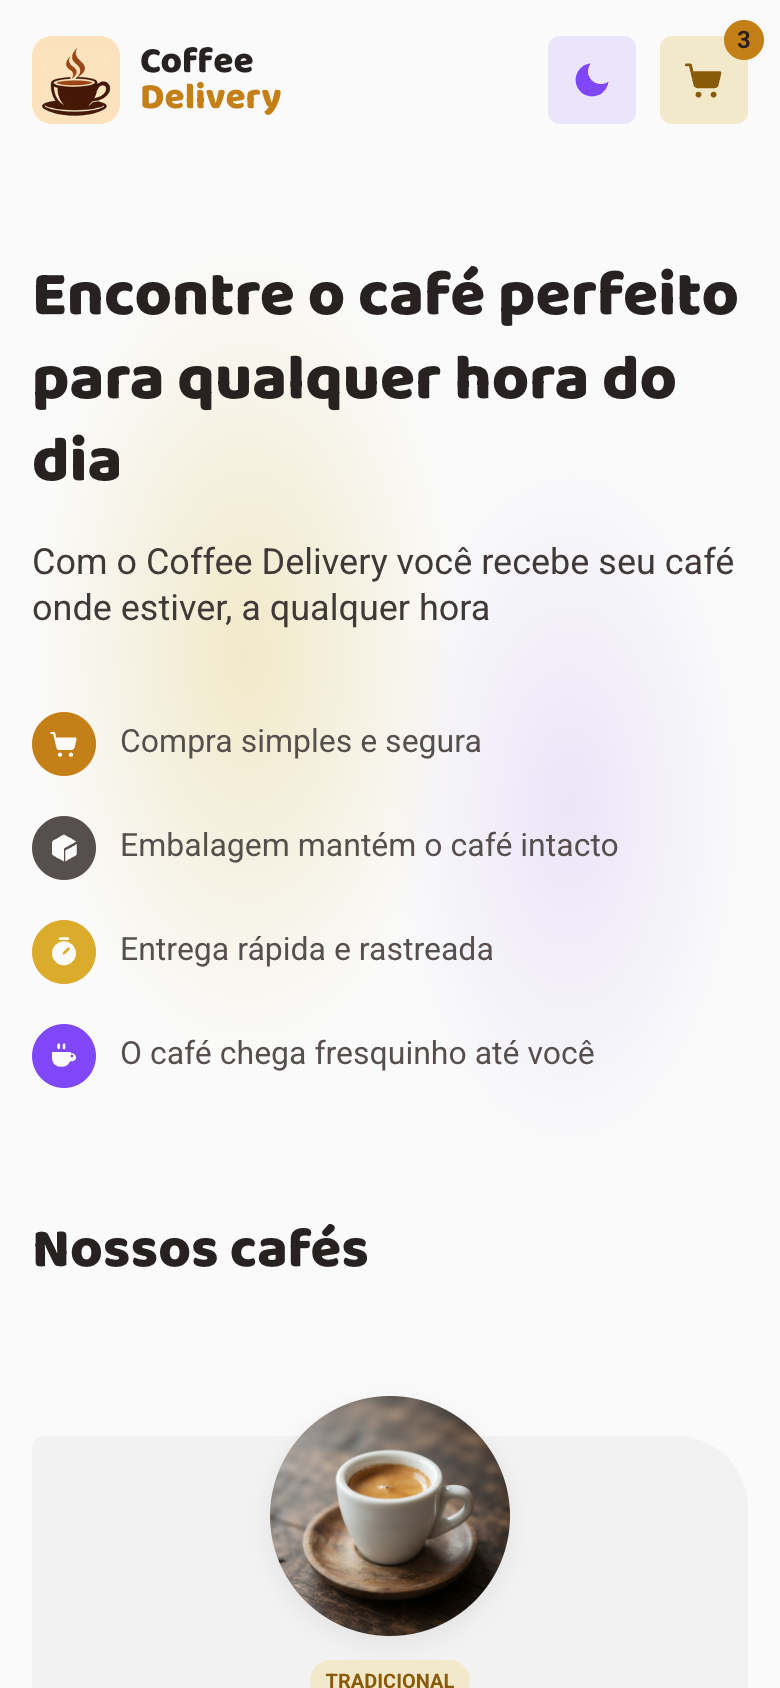 Coffee
Delivery
3
Encontre o café perfeito
para qualquer hora do
dia
Com o Coffee Delivery você recebe seu café
onde estiver, a qualquer hora
Compra simples e segura
Embalagem mantém o café intacto
Entrega rápida e rastreada
O café chega fresquinho até você
Nossos cafés
TRADICIONAL